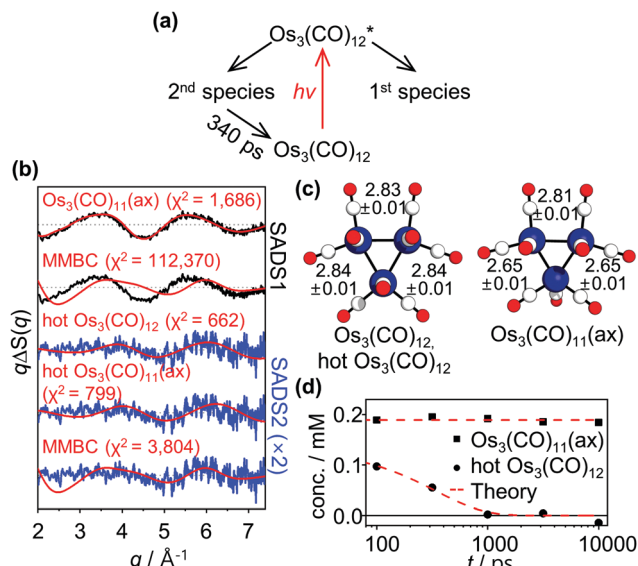 (a)
Os3(CO)12*
2nd species
hν
1st species
340 ps
Os3(CO)12
(b)
Os3(CO)11(ax) (χ2 = 1,686)
MMBC (χ2 = 112,370)
hot Os3(CO)12 (χ2 = 662)
hot Os3(CO)11(ax)
(χ2 = 799)
MMBC (χ2 = 3,804)
SADS1
SADS2 (×2)
qΔS(q)
2 3 4 5 6 7
q / Å-1
(c)
2.83
±0.01
2.84
±0.01
2.84
±0.01
Os3(CO)12,
hot Os3(CO)12
2.81
±0.01
2.65
±0.01
2.65
±0.01
Os3(CO)11(ax)
(d)
conc. / mM
0.2
0.1
0.0
Os3(CO)11(ax)
hot Os3(CO)12
Theory
100 1000 10000
t / ps